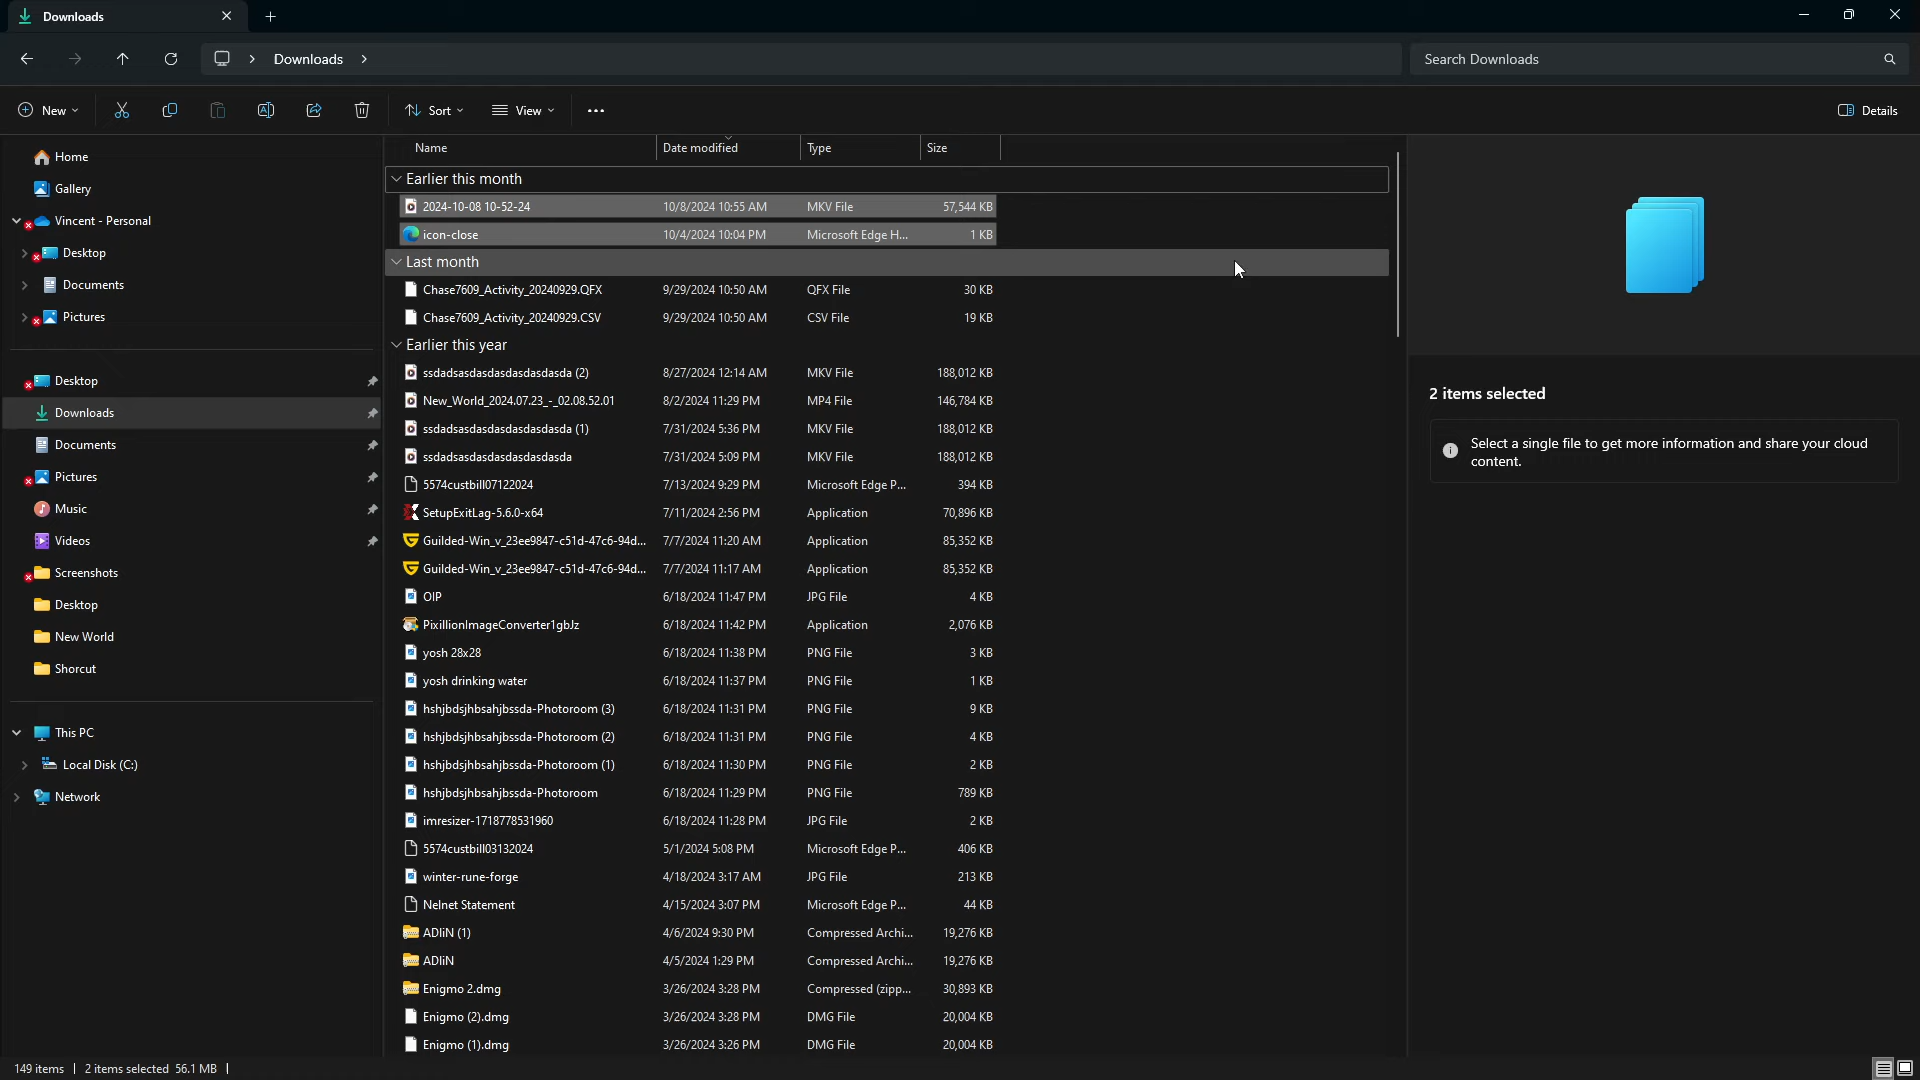 Downloads
Downloads
Search Downloads
New
Sort
View
Details
Home
Gallery
Vincent - Personal
Desktop
Documents
Pictures
Desktop
Downloads
Documents
Pictures
Music
Videos
Screenshots
Desktop
New World
Shorcut
This PC
Local Disk (C:)
Network
Name Date modified Type Size
Earlier this month
2024-10-08 10-52-24 10/8/2024 10:55 AM MKV File 57,544 KB
icon-close 10/4/2024 10:04 PM Microsoft Edge H... 1 KB
Last month
Chase7609_Activity_20240929.QFX 9/29/2024 10:50 AM QFX File 30 KB
Chase7609_Activity_20240929.CSV 9/29/2024 10:50 AM CSV File 19 KB
Earlier this year
ssdadsasdasdasdasdasdasda (2) 8/27/2024 12:14 AM MKV File 188,012 KB
New_World_2024.07.23_-_02.08.52.01 8/2/2024 11:29 PM MP4 File 146,784 KB
ssdadsasdasdasdasdasdasda (1) 7/31/2024 5:36 PM MKV File 188,012 KB
ssdadsasdasdasdasdasdasda 7/31/2024 5:09 PM MKV File 188,012 KB
5574custbill07122024 7/13/2024 9:29 PM Microsoft Edge P... 394 KB
SetupExitLag-5.6.0-x64 7/11/2024 2:56 PM Application 70,896 KB
Guilded-Win_v_23ee9847-c51d-47c6-94d... 7/7/2024 11:20 AM Application 85,352 KB
Guilded-Win_v_23ee9847-c51d-47c6-94d... 7/7/2024 11:17 AM Application 85,352 KB
OIP 6/18/2024 11:47 PM JPG File 4 KB
PixillionImageConverter1gbJz 6/18/2024 11:42 PM Application 2,076 KB
yosh 28x28 6/18/2024 11:38 PM PNG File 3 KB
yosh drinking water 6/18/2024 11:37 PM PNG File 1 KB
hshjbdsjhbsahjbssda-Photoroom (3) 6/18/2024 11:31 PM PNG File 9 KB
hshjbdsjhbsahjbssda-Photoroom (2) 6/18/2024 11:31 PM PNG File 4 KB
hshjbdsjhbsahjbssda-Photoroom (1) 6/18/2024 11:30 PM PNG File 2 KB
hshjbdsjhbsahjbssda-Photoroom 6/18/2024 11:29 PM PNG File 789 KB
imresizer-1718778531960 6/18/2024 11:28 PM JPG File 2 KB
5574custbill03132024 5/1/2024 5:08 PM Microsoft Edge P... 406 KB
winter-rune-forge 4/18/2024 3:17 AM JPG File 213 KB
Nelnet Statement 4/15/2024 3:07 PM Microsoft Edge P... 44 KB
ADIiN (1) 4/6/2024 9:30 PM Compressed Archi... 19,276 KB
ADIiN 4/5/2024 1:29 PM Compressed Archi... 19,276 KB
Enigmo 2.dmg 3/26/2024 3:28 PM Compressed (zipp... 30,893 KB
Enigmo (2).dmg 3/26/2024 3:28 PM DMG File 20,004 KB
Enigmo (1).dmg 3/26/2024 3:26 PM DMG File 20,004 KB
2 items selected
Select a single file to get more information and share your cloud
content.
149 items 2 items selected 56.1 MB